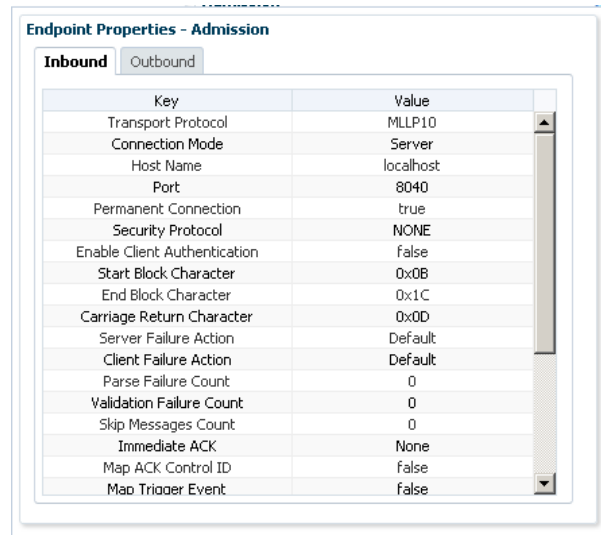 Endpoint Properties - Admission
Inbound Outbound
Key Value
Transport Protocol MLLP10
Connection Mode Server
Host Name localhost
Port 8040
Permanent Connection true
Security Protocol NONE
Enable Client Authentication false
Start Block Character 0x0B
End Block Character 0x1C
Carriage Return Character 0x0D
Server Failure Action Default
Client Failure Action Default
Parse Failure Count 0
Validation Failure Count 0
Skip Messages Count 0
Immediate ACK None
Map ACK Control ID false
Map Trigger Event false